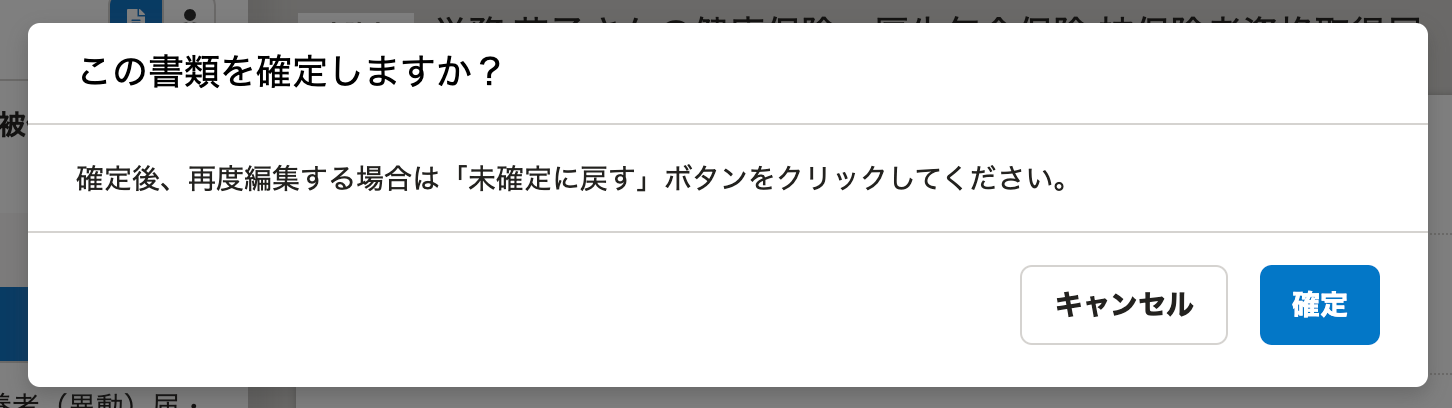 この書類を確定しますか？
確定後、再度編集する場合は「未確定に戻す」ボタンをクリックしてください。
キャンセル
確定